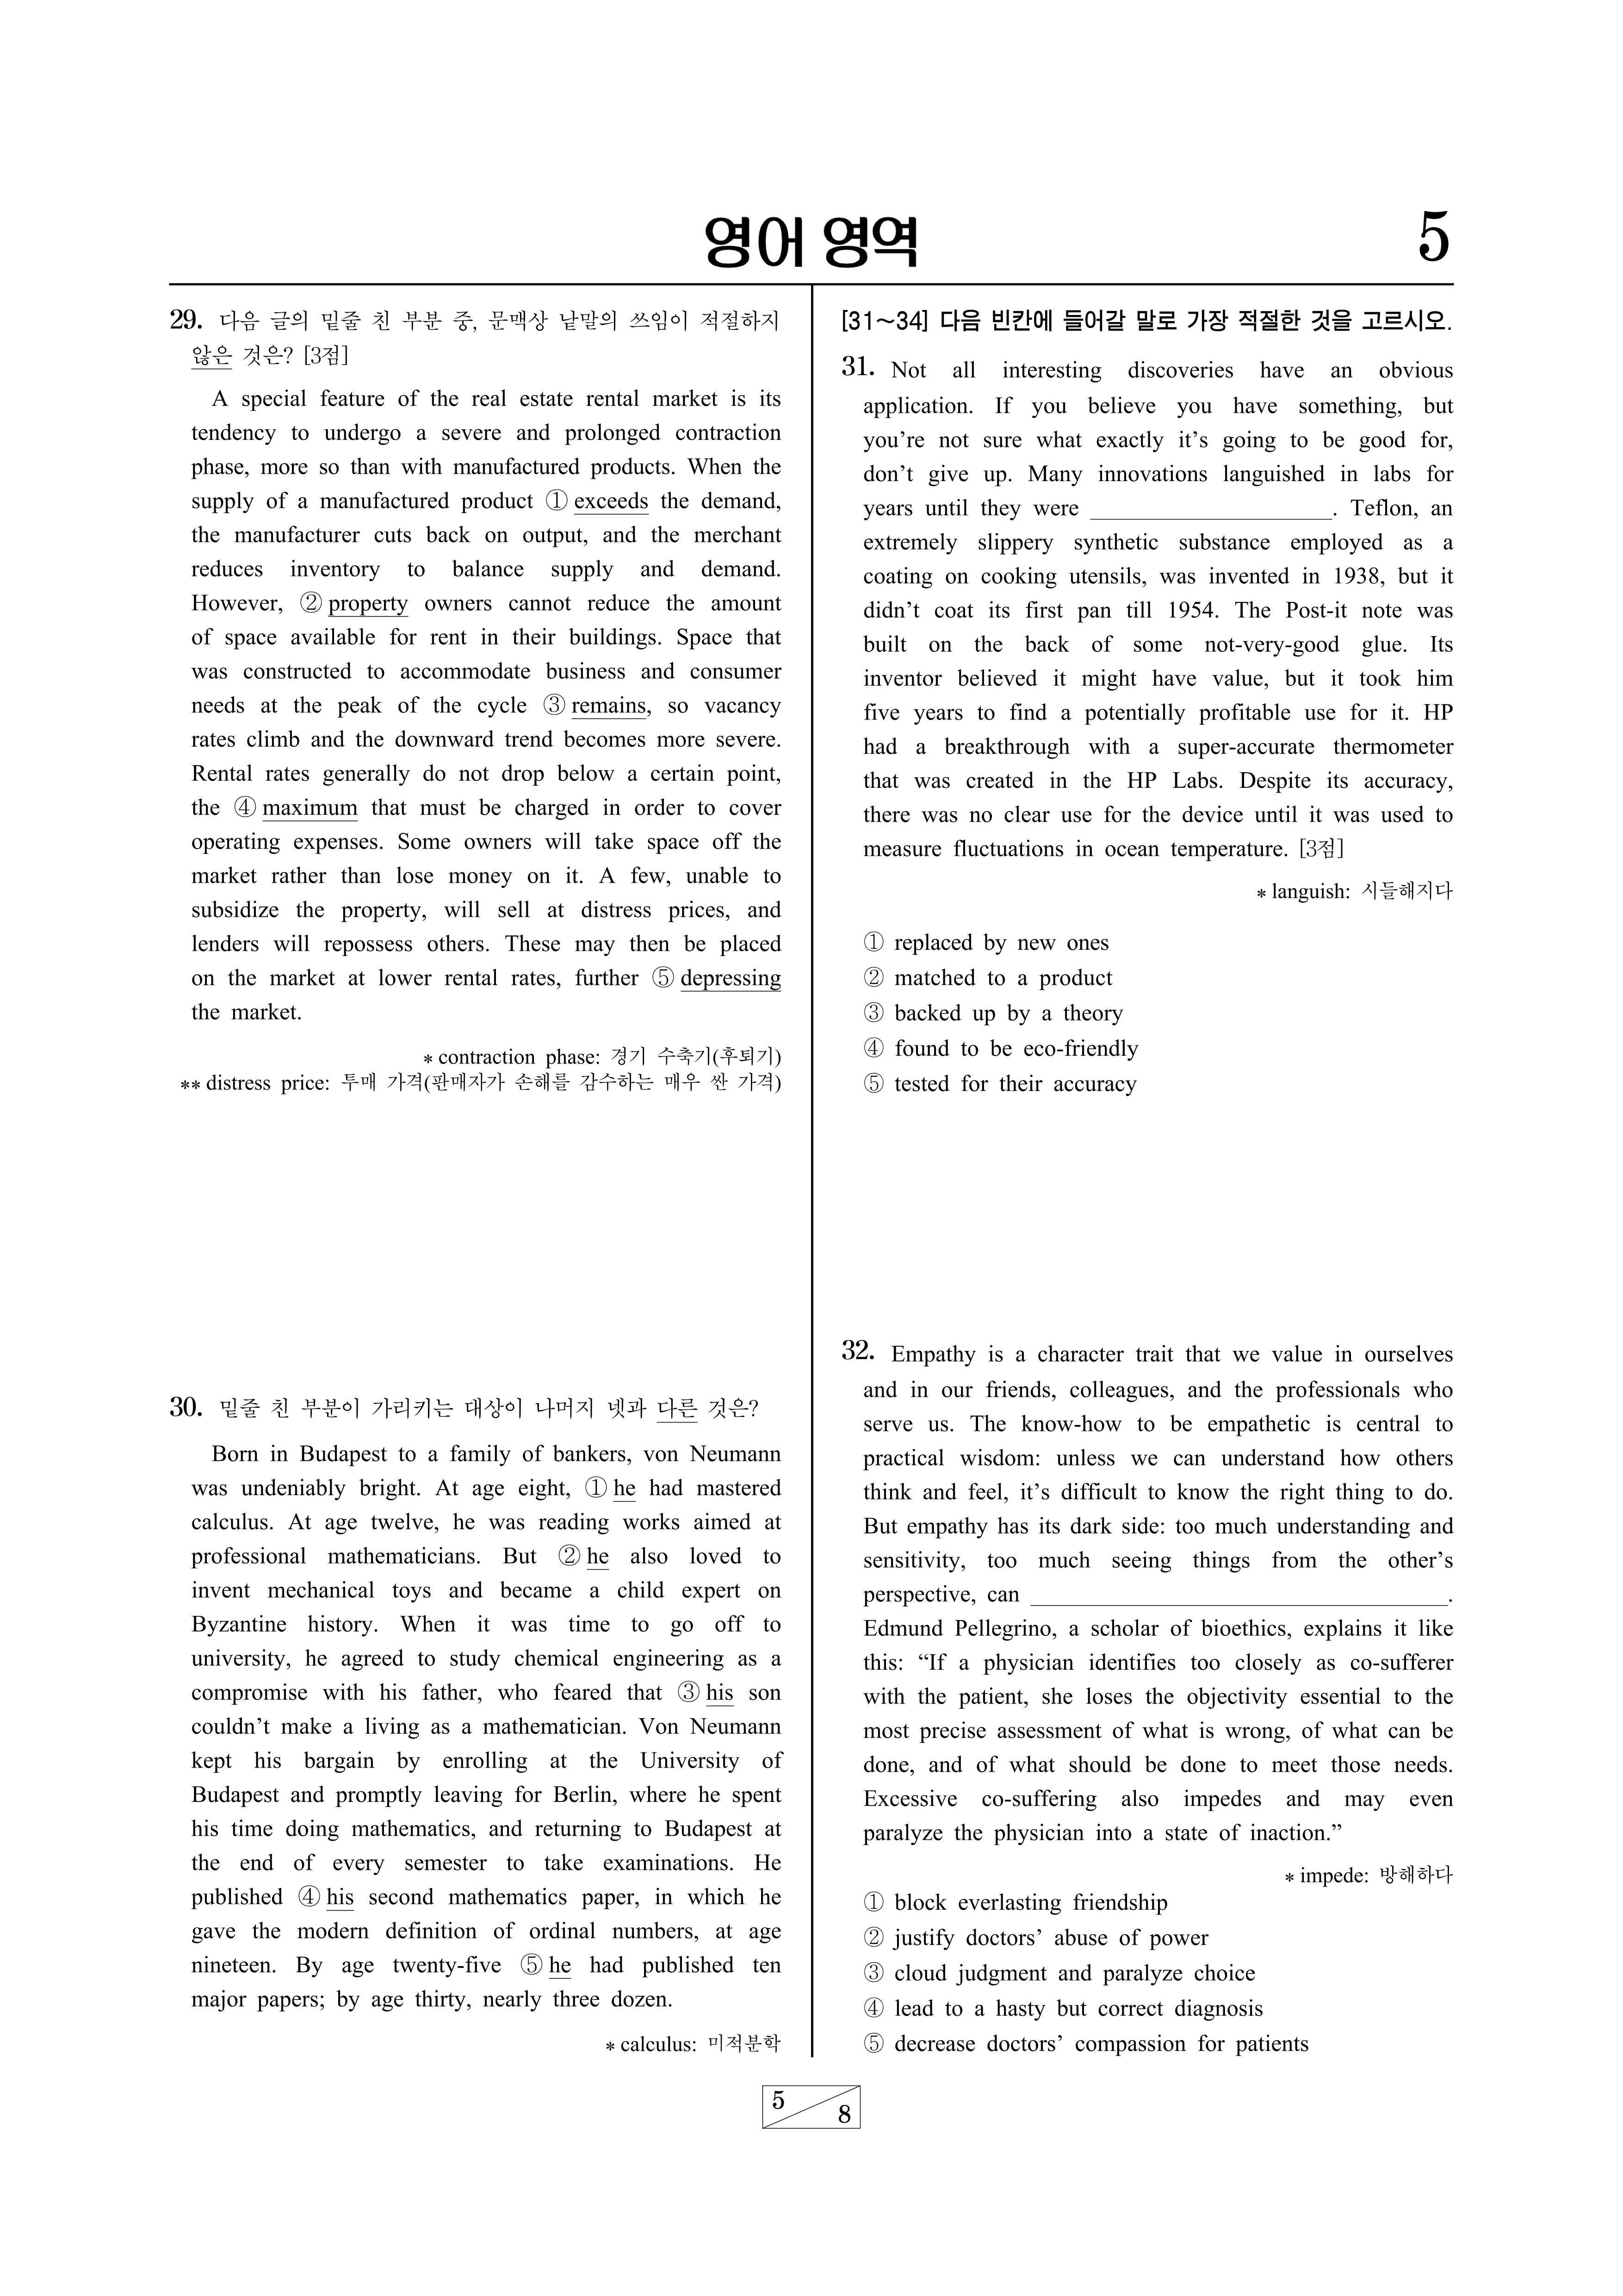 영어 영역
5
29. 다음 글의 밑줄 친 부분 중, 문맥상 낱말의 쓰임이 적절하지
않은 것은? [3점]
A special feature of the real estate rental market is its
tendency to undergo a severe and prolonged contraction
phase, more so than with manufactured products. When the
supply of a manufactured product ① exceeds the demand,
the manufacturer cuts back on output, and the merchant
reduces inventory to balance supply and demand.
However, ② property owners cannot reduce the amount
of space available for rent in their buildings. Space that
was constructed to accommodate business and consumer
needs at the peak of the cycle ③ remains, so vacancy
rates climb and the downward trend becomes more severe.
Rental rates generally do not drop below a certain point,
the ④ maximum that must be charged in order to cover
operating expenses. Some owners will take space off the
market rather than lose money on it. A few, unable to
subsidize the property, will sell at distress prices, and
lenders will repossess others. These may then be placed
on the market at lower rental rates, further ⑤ depressing
the market.
* contraction phase: 경기 수축기(후퇴기)
** distress price: 투매 가격(판매자가 손해를 감수하는 매우 싼 가격)
30. 밑줄 친 부분이 가리키는 대상이 나머지 넷과 다른 것은?
Born in Budapest to a family of bankers, von Neumann
was undeniably bright. At age eight, ① he had mastered
calculus. At age twelve, he was reading works aimed at
professional mathematicians. But ② he also loved to
invent mechanical toys and became a child expert on
Byzantine history. When it was time to go off to
university, he agreed to study chemical engineering as a
compromise with his father, who feared that ③ his son
couldn't make a living as a mathematician. Von Neumann
kept his bargain by enrolling at the University of
Budapest and promptly leaving for Berlin, where he spent
his time doing mathematics, and returning to Budapest at
the end of every semester to take examinations. He
published ④ his second mathematics paper, in which he
gave the modern definition of ordinal numbers, at age
nineteen. By age twenty-five ⑤ he had published ten
major papers; by age thirty, nearly three dozen.
* calculus: 미적분학
[31~34] 다음 빈칸에 들어갈 말로 가장 적절한 것을 고르시오.
31. Not all interesting discoveries have an obvious
application. If you believe you have something, but
you're not sure what exactly it's going to be good for,
don't give up. Many innovations languished in labs for
years until they were ____________________. Teflon, an
extremely slippery synthetic substance employed as a
coating on cooking utensils, was invented in 1938, but it
didn't coat its first pan till 1954. The Post-it note was
built on the back of some not-very-good glue. Its
inventor believed it might have value, but it took him
five years to find a potentially profitable use for it. HP
had a breakthrough with a super-accurate thermometer
that was created in the HP Labs. Despite its accuracy,
there was no clear use for the device until it was used to
measure fluctuations in ocean temperature. [3점]
* languish: 시들해지다
① replaced by new ones
② matched to a product
③ backed up by a theory
④ found to be eco-friendly
⑤ tested for their accuracy
32. Empathy is a character trait that we value in ourselves
and in our friends, colleagues, and the professionals who
serve us. The know-how to be empathetic is central to
practical wisdom: unless we can understand how others
think and feel, it's difficult to know the right thing to do.
But empathy has its dark side: too much understanding and
sensitivity, too much seeing things from the other's
perspective, can ___________________________________.
Edmund Pellegrino, a scholar of bioethics, explains it like
this: “If a physician identifies too closely as co-sufferer
with the patient, she loses the objectivity essential to the
most precise assessment of what is wrong, of what can be
done, and of what should be done to meet those needs.
Excessive co-suffering also impedes and may even
paralyze the physician into a state of inaction.”
* impede: 방해하다
① block everlasting friendship
② justify doctors' abuse of power
③ cloud judgment and paralyze choice
④ lead to a hasty but correct diagnosis
⑤ decrease doctors' compassion for patients
5
8